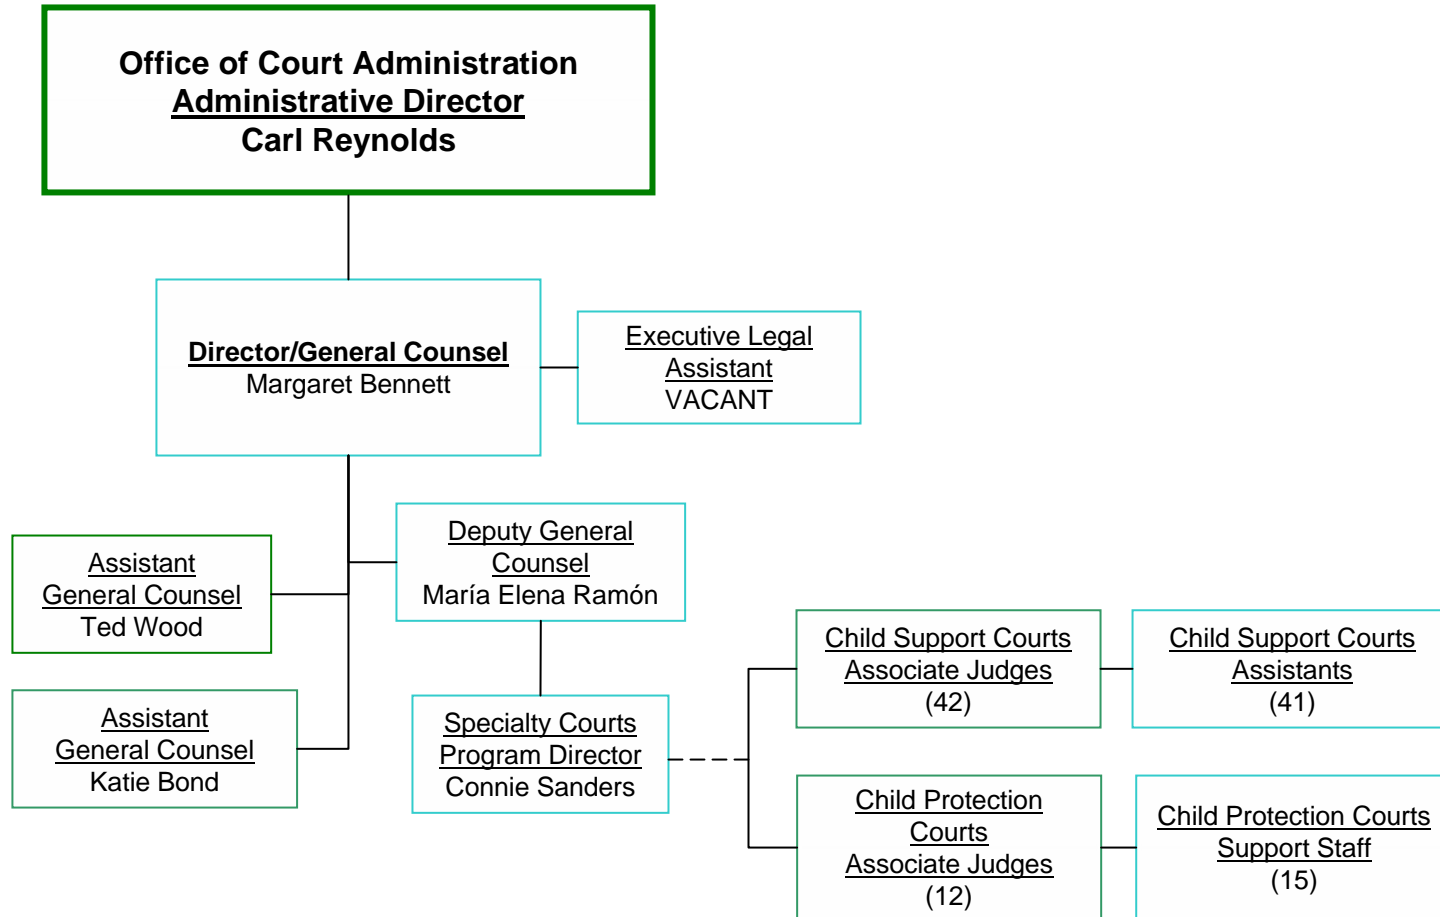 Office of Court Administration
Administrative Director
Carl Reynolds
Director/General Counsel
Margaret Bennett
Executive Legal
Assistant
VACANT
Deputy General
Counsel
María Elena Ramón
Assistant
General Counsel
Ted Wood
Assistant
General Counsel
Katie Bond
Specialty Courts
Program Director
Connie Sanders
Child Support Courts
Associate Judges
(42)
Child Support Courts
Assistants
(41)
Child Protection
Courts
Associate Judges
(12)
Child Protection Courts
Support Staff
(15)